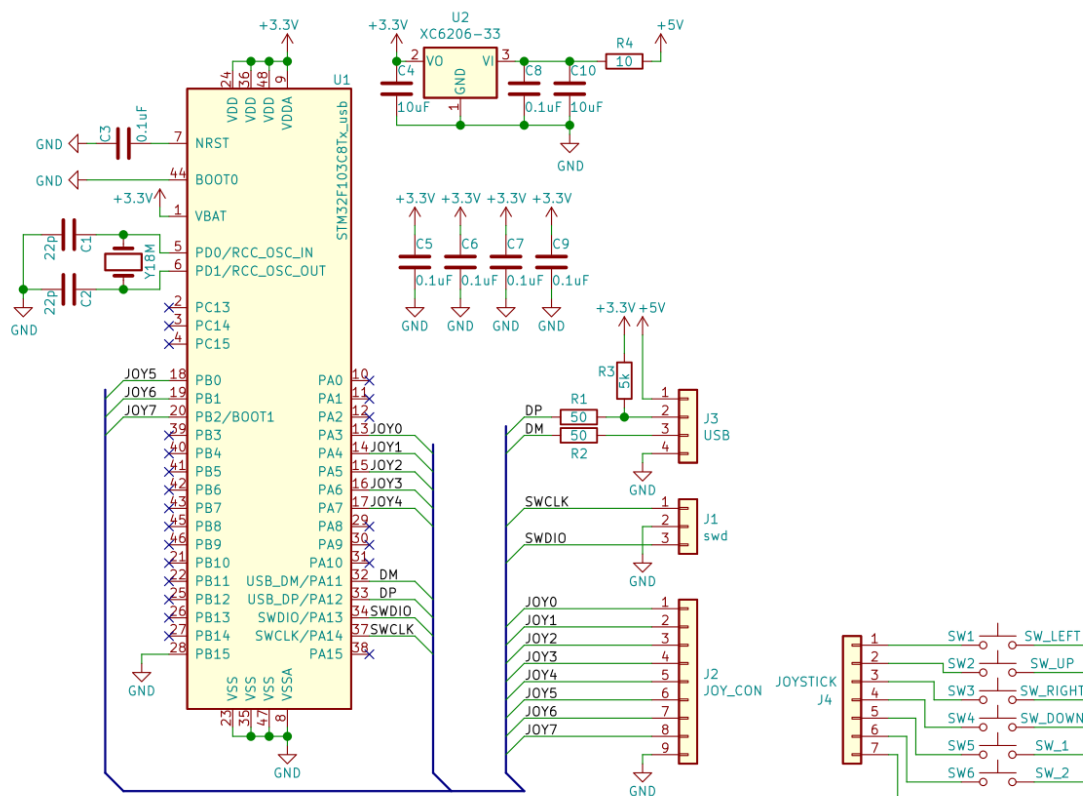 +3.3V
U1
24
36
48
9
VDD
VDD
VDD
VDDA
STM32F103C8Tx_usb
+3.3V
U2
XC6206-33
2
VO
VI
3
GND
1
R4
10
+5V
C4
10uF
C8
0.1uF
C10
10uF
GND
GND
C3
0.1uF
7
NRST
GND
44
BOOT0
+3.3V
1
VBAT
22p
C1
5
PD0/RCC_OSC_IN
Y18M
6
PD1/RCC_OSC_OUT
22p
C2
GND
2
PC13
3
PC14
4
PC15
+3.3V
+3.3V
+3.3V
+3.3V
C5
C6
C7
C9
0.1uF
0.1uF
0.1uF
0.1uF
GND
GND
GND
GND
JOY5
18
PB0
JOY6
19
PB1
JOY7
20
PB2/BOOT1
39
PB3
40
PB4
41
PB5
42
PB6
43
PB7
45
PB8
46
PB9
21
PB10
22
PB11
25
PB12
26
PB13
27
PB14
28
PB15
GND
PA0
10
PA1
11
PA2
12
PA3
13
JOY0
PA4
14
JOY1
PA5
15
JOY2
PA6
16
JOY3
PA7
17
JOY4
PA8
29
PA9
30
PA10
31
USB_DM/PA11
32
DM
USB_DP/PA12
33
DP
SWDIO/PA13
34
SWDIO
SWCLK/PA14
37
SWCLK
PA15
38
VSS
VSS
VSS
VSSA
23
35
47
8
GND
+3.3V
+5V
R3
5k
DP
R1
50
DM
50
R2
1
2
3
4
J3
USB
GND
SWCLK
SWDIO
1
2
3
J1
swd
GND
JOY0
1
JOY1
2
JOY2
3
JOY3
4
JOY4
5
JOY5
6
JOY6
7
JOY7
8
9
J2
JOY_CON
GND
JOYSTICK
J4
1
2
3
4
5
6
7
SW1
SW_LEFT
SW2
SW_UP
SW3
SW_RIGHT
SW4
SW_DOWN
SW5
SW_1
SW6
SW_2